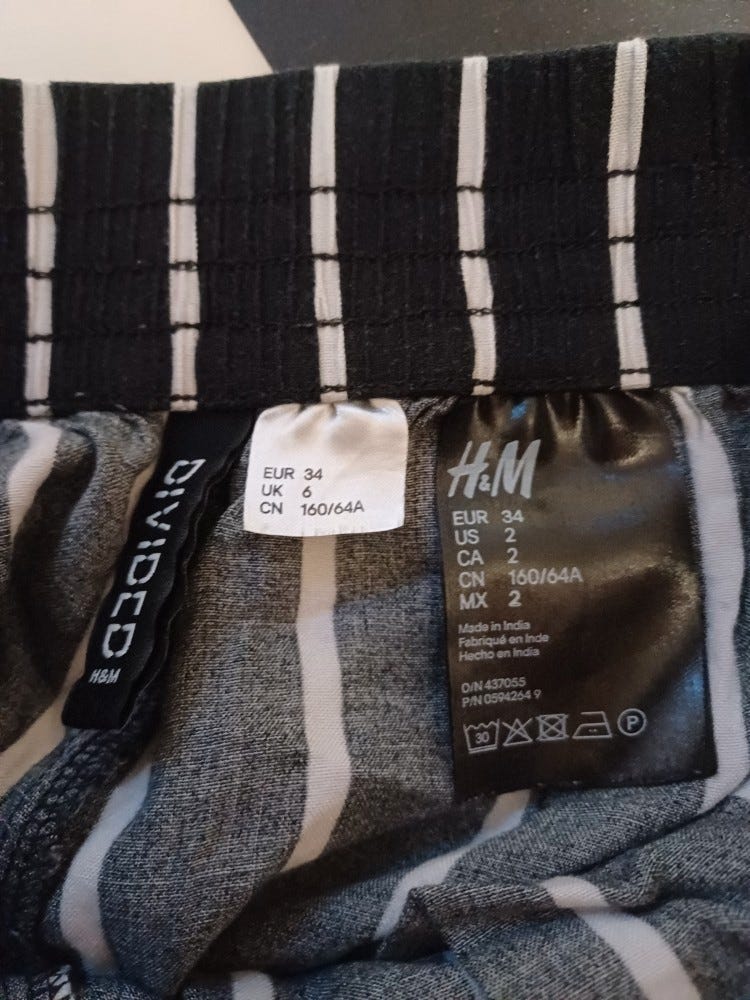 DIVIDED
H&M
EUR 34
UK 6
CN 160/64A
H&M
EUR 34
US 2
CA 2
CN 160/64A
MX 2
Made in India
Fabriqué en Inde
Hecho en India
O/N 437055
P/N 0594264 9
30
P